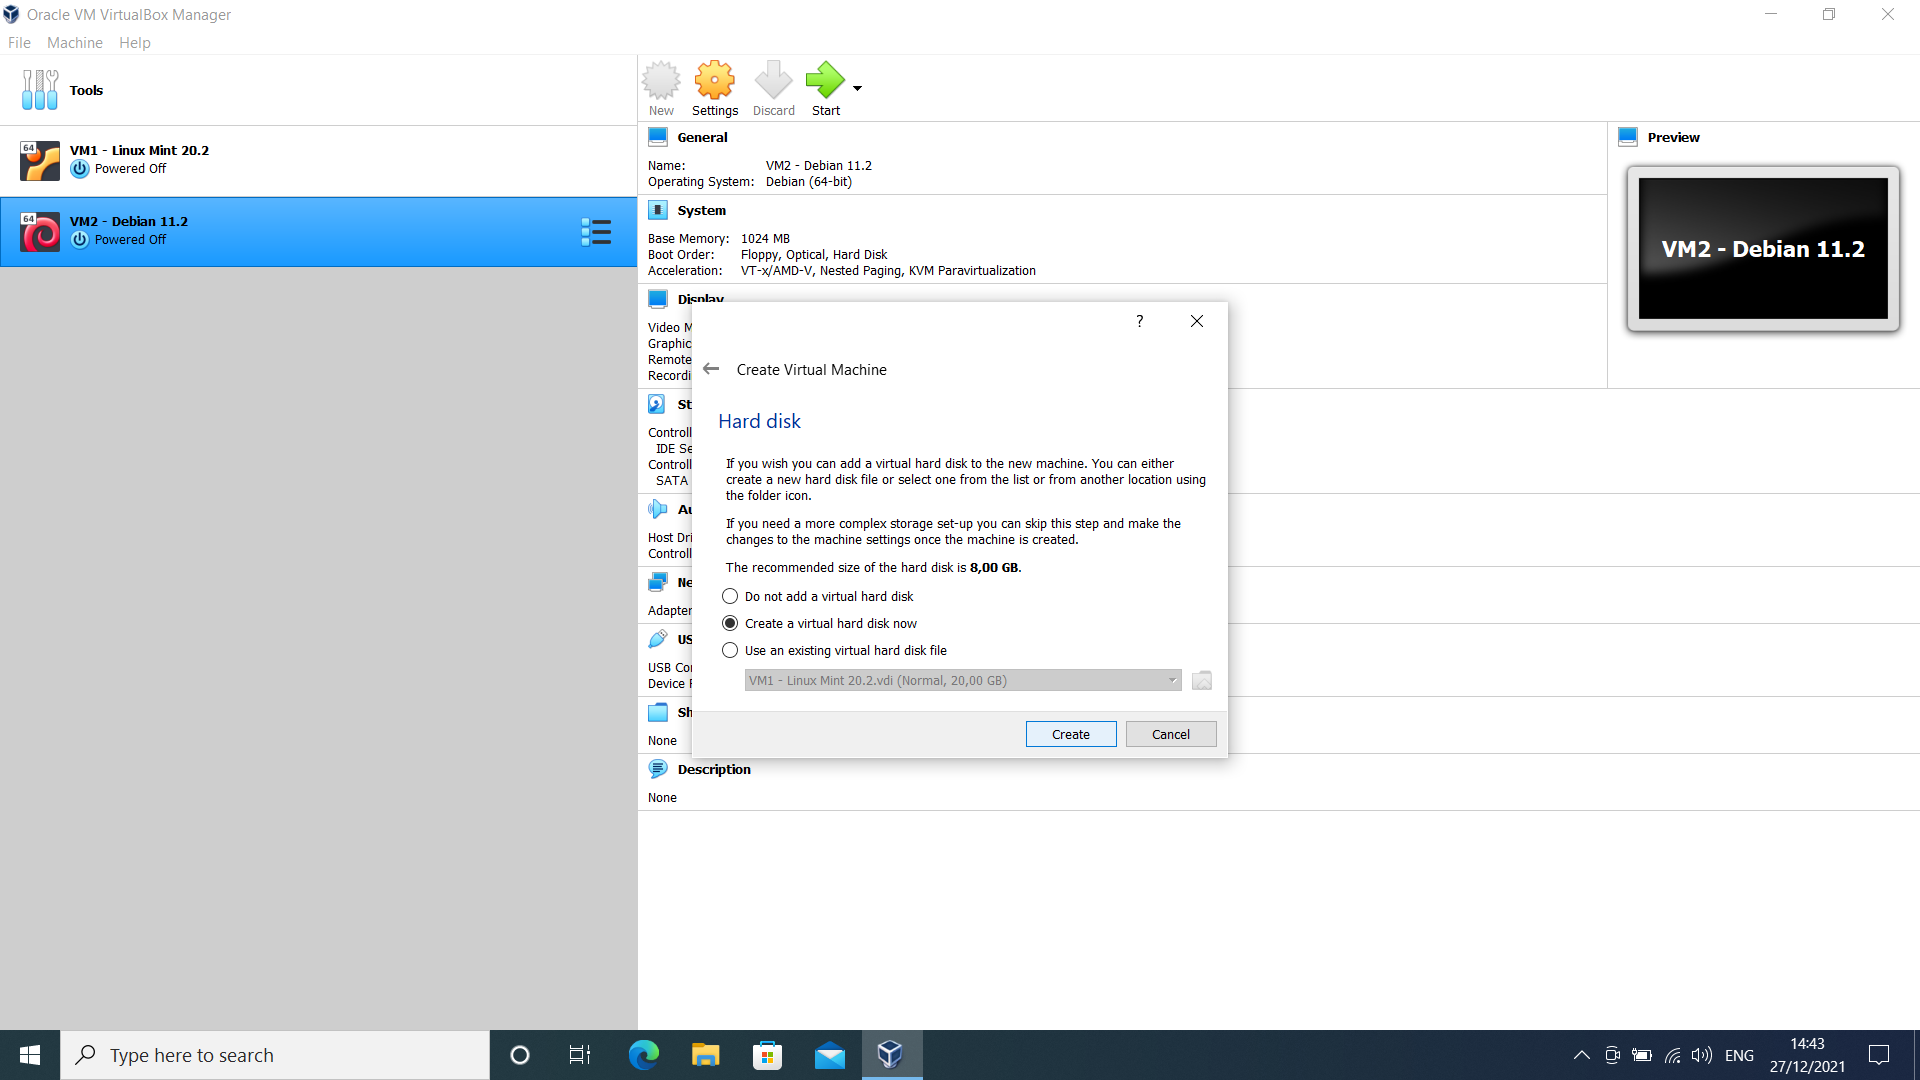 Oracle VM VirtualBox Manager
File Machine Help
Tools
64
VM1 - Linux Mint 20.2
Powered Off
64
VM2 - Debian 11.2
Powered Off
New Settings Discard Start
General
Name: VM2 - Debian 11.2
Operating System: Debian (64-bit)
System
Base Memory: 1024 MB
Boot Order: Floppy, Optical, Hard Disk
Acceleration: VT-x/AMD-V, Nested Paging, KVM Paravirtualization
Display
Video M
Graphic
Remote
Recordi
St
Controll
IDE Se
Controll
SATA
Au
Host Dri
Controll
Ne
Adapter
US
USB Con
Device F
Sh
None
Description
None
Preview
VM2 - Debian 11.2
?
Create Virtual Machine
Hard disk
If you wish you can add a virtual hard disk to the new machine. You can either
create a new hard disk file or select one from the list or from another location using
the folder icon.
If you need a more complex storage set-up you can skip this step and make the
changes to the machine settings once the machine is created.
The recommended size of the hard disk is 8,00 GB.
Do not add a virtual hard disk
Create a virtual hard disk now
Use an existing virtual hard disk file
VM1 - Linux Mint 20.2.vdi (Normal, 20,00 GB)
Create Cancel
Type here to search
ENG
14:43
27/12/2021